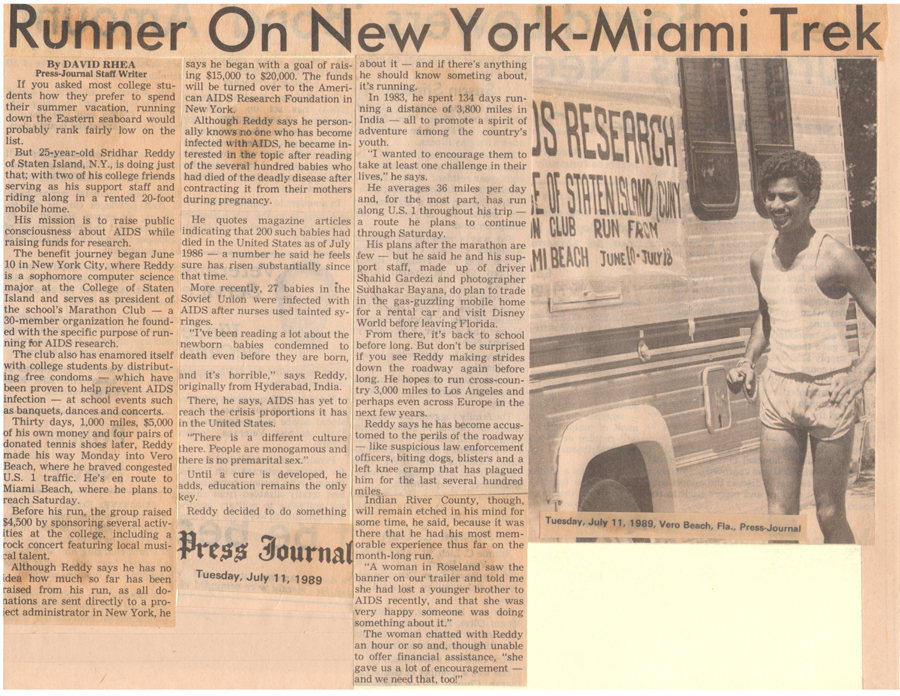 Runner On New York-Miami Trek
By DAVID RHEA
Press-Journal Staff Writer
If you asked most college stu-
dents how they prefer to spend
their summer vacation, running
down the Eastern seaboard would
probably rank fairly low on the
list.
But 25-year-old Sridhar Reddy
of Staten Island, N.Y., is doing just
that; with two of his college friends
serving as his support staff and
riding along in a rented 20-foot
mobile home.
His mission is to raise public
consciousness about AIDS while
raising funds for research.
The benefit journey began June
10 in New York City, where Reddy
is a sophomore computer science
major at the College of Staten
Island and serves as president of
the school's Marathon Club — a
30-member organization he found-
ed with the specific purpose of run-
ning for AIDS research.
The club also has enamored itself
with college students by distribut-
ing free condoms — which have
been proven to help prevent AIDS
infection — at school events such
as banquets, dances and concerts.
Thirty days, 1,000 miles, $5,000
of his own money and four pairs of
donated tennis shoes later, Reddy
made his way Monday into Vero
Beach, where he braved congested
U.S. 1 traffic. He's en route to
Miami Beach, where he plans to
reach Saturday.
Before his run, the group raised
$4,500 by sponsoring several activ-
ities at the college, including a
rock concert featuring local musi-
cal talent.
Although Reddy says he has no
idea how much so far has been
raised from his run, as all do-
nations are sent directly to a pro-
ject administrator in New York, he
says he began with a goal of rais-
ing $15,000 to $20,000. The funds
will be turned over to the Ameri-
can AIDS Research Foundation in
New York.
Although Reddy says he person-
ally knows no one who has become
infected with AIDS, he became in-
terested in the topic after reading
of the several hundred babies who
had died of the deadly disease after
contracting it from their mothers
during pregnancy.
He quotes magazine articles
indicating that 200 such babies had
died in the United States as of July
1986 — a number he said he feels
sure has risen substantially since
that time.
More recently, 27 babies in the
Soviet Union were infected with
AIDS after nurses used tainted sy-
ringes.
"I've been reading a lot about the
newborn babies condemned to
death even before they are born,
and it's horrible," says Reddy,
originally from Hyderabad, India.
There, he says, AIDS has yet to
reach the crisis proportions it has
in the United States.
"There is a different culture
there. People are monogamous and
there is no premarital sex."
Until a cure is developed, he
adds, education remains the only
key.
Reddy decided to do something
Press Journal
Tuesday, July 11, 1989
about it — and if there's anything
he should know someting about,
it's running.
In 1983, he spent 134 days run-
ning a distance of 3,800 miles in
India — all to promote a spirit of
adventure among the country's
youth.
"I wanted to encourage them to
take at least one challenge in their
lives," he says.
He averages 36 miles per day
and, for the most part, has run
along U.S. 1 throughout his trip —
a route he plans to continue
through Saturday.
His plans after the marathon are
few — but he said he and his sup-
port staff, made up of driver
Shahid Gardezi and photographer
Sudhakar Bayana, do plan to trade
in the gas-guzzling mobile home
for a rental car and visit Disney
World before leaving Florida.
From there, it's back to school
before long. But don't be surprised
if you see Reddy making strides
down the roadway again before
long. He hopes to run cross-coun-
try 3,000 miles to Los Angeles and
perhaps even across Europe in the
next few years.
Reddy says he has become accus-
tomed to the perils of the roadway
— like suspicious law enforcement
officers, biting dogs, blisters and a
left knee cramp that has plagued
him for the last several hundred
miles.
Indian River County, though,
will remain etched in his mind for
some time, he said, because it was
there that he had his most mem-
orable experience thus far on the
month-long run.
"A woman in Roseland saw the
banner on our trailer and told me
she had lost a younger brother to
AIDS recently, and that she was
very happy someone was doing
something about it."
The woman chatted with Reddy
an hour or so and, though unable
to offer financial assistance, "she
gave us a lot of encouragement —
and we need that, too!"
DS RESEARCH
E OF STATEN ISLAND (CUNY
N CLUB RUN FROM
MI BEACH JUNE 10 - JULY 18
Tuesday, July 11, 1989, Vero Beach, Fla., Press-Journal